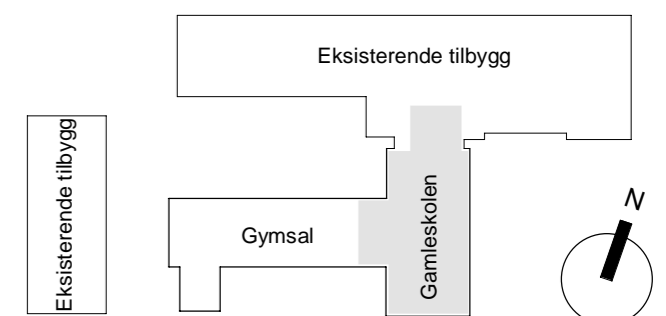 Eksisterende tilbygg
Eksisterende tilbygg
Gymsal
Gamleskolen
N